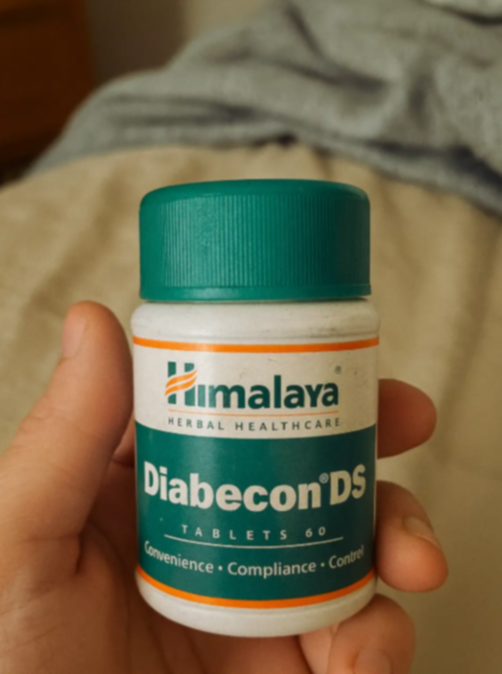 Himalaya®
HERBAL HEALTHCARE
Diabecon® DS
TABLETS 60
Convenience • Compliance • Control